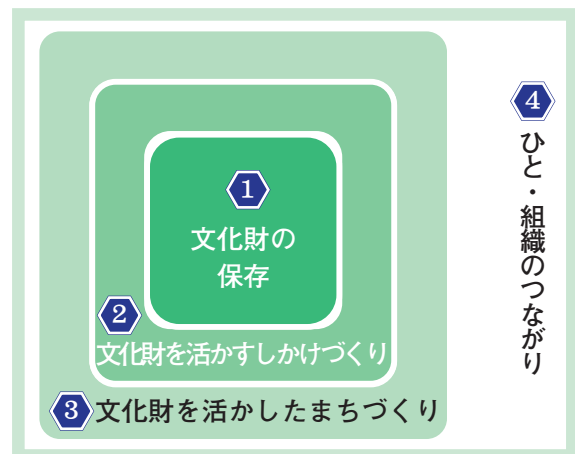 1
文化財の
保存
2
文化財を活かすしかけづくり
3 文化財を活かしたまちづくり
4
ひと・組織のつながり